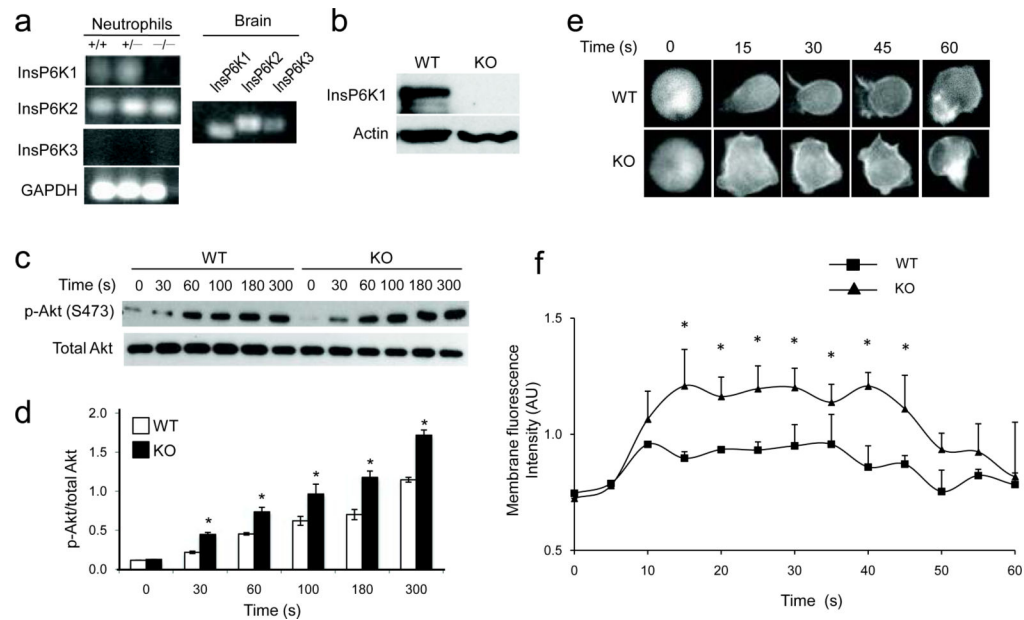 a
Neutrophils
+/+ +/— —/—
InsP6K1
InsP6K2
InsP6K3
GAPDH
Brain
InsP6K1
InsP6K2
InsP6K3
b
WT KO
InsP6K1
Actin
c
WT KO
Time (s) 0 30 60 100 180 300 0 30 60 100 180 300
p-Akt (S473)
Total Akt
d
WT
KO
p-Akt/total Akt
2.0
1.5
1.0
0.5
0.0
* * * * *
0 30 60 100 180 300
Time (s)
e
Time (s) 0 15 30 45 60
WT
KO
f
WT
KO
Membrane fluorescence
Intensity (AU)
1.5
1.0
0.5
* * * * * * *
0 10 20 30 40 50 60
Time (s)